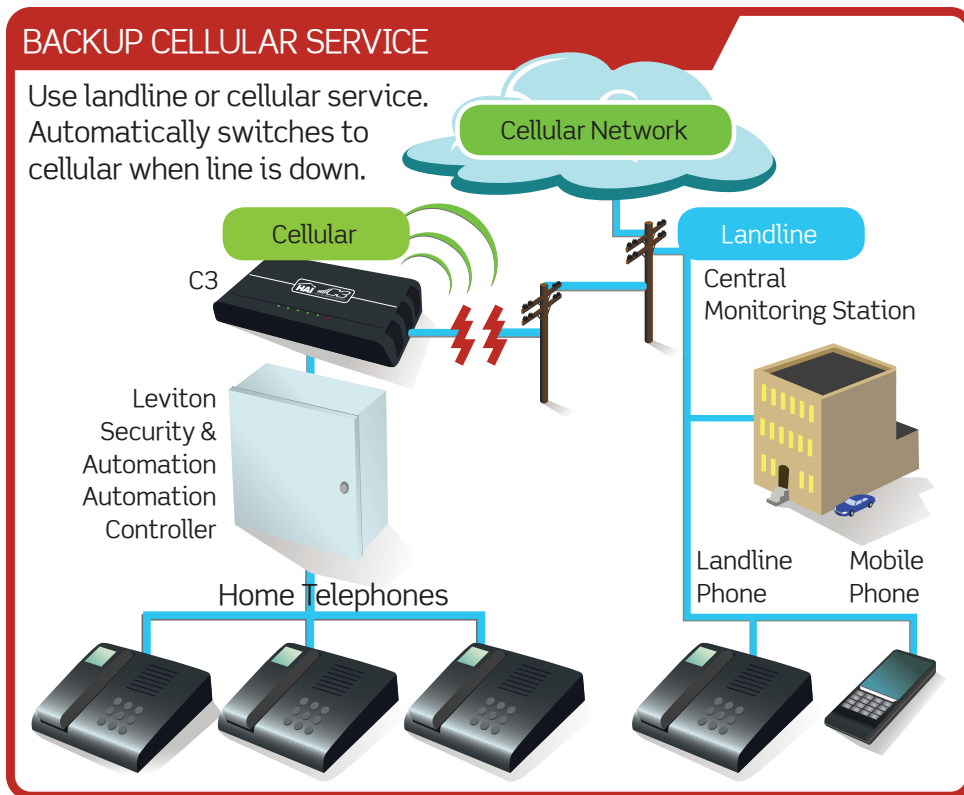 BACKUP CELLULAR SERVICE
Use landline or cellular service.
Automatically switches to
cellular when line is down.
Cellular Network
Cellular
Landline
C3
HAi C3
Central
Monitoring Station
Leviton
Security &
Automation
Automation
Controller
Landline
Phone
Mobile
Phone
Home Telephones